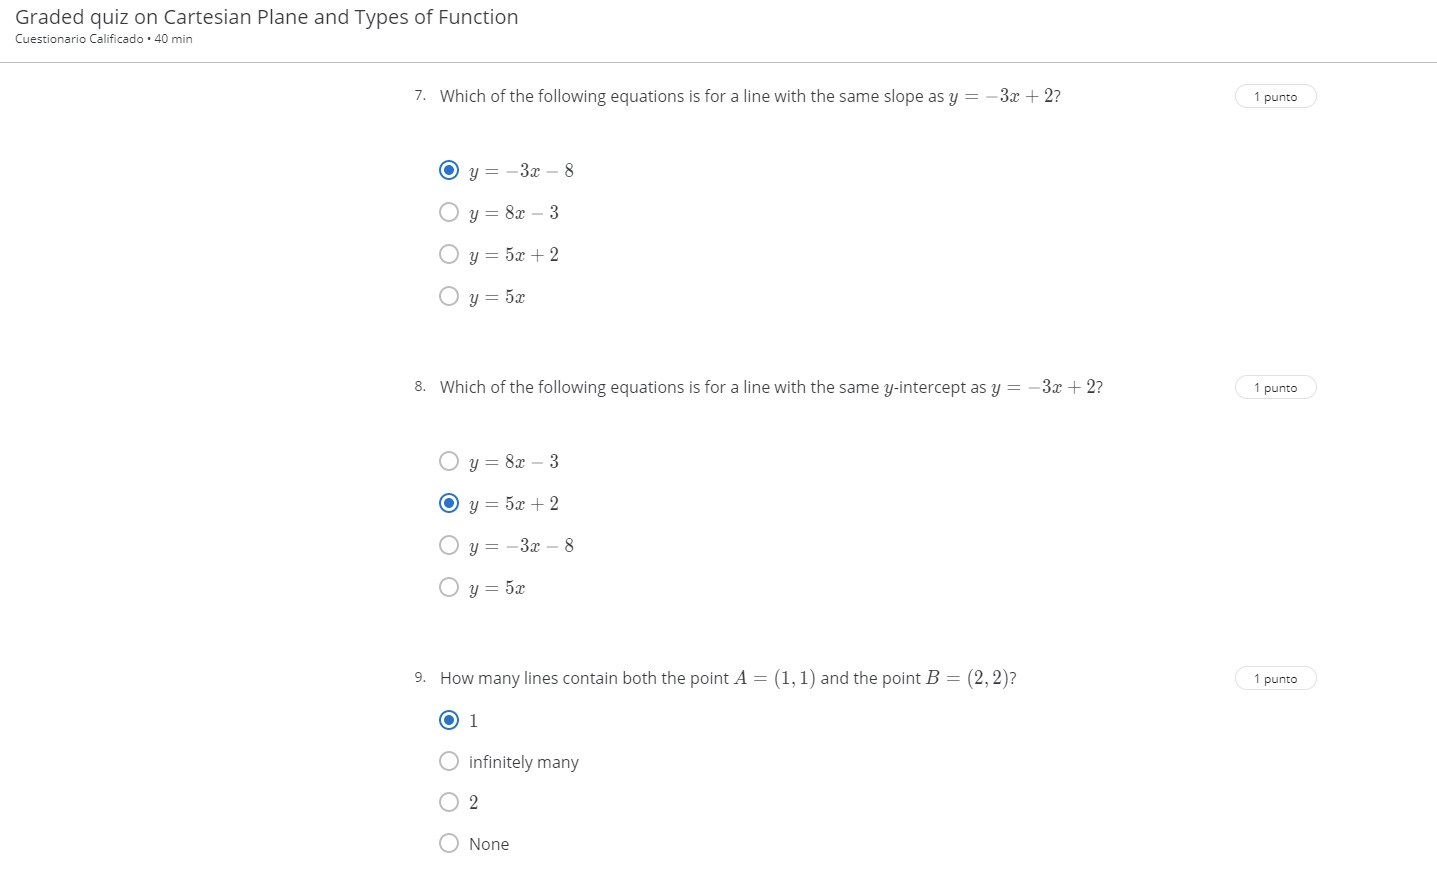 Graded quiz on Cartesian Plane and Types of Function
Cuestionario Calificado • 40 min
7. Which of the following equations is for a line with the same slope as y = −3x + 2?
1 punto
y = −3x − 8
y = 8x − 3
y = 5x + 2
y = 5x
8. Which of the following equations is for a line with the same y-intercept as y = −3x + 2?
1 punto
y = 8x − 3
y = 5x + 2
y = −3x − 8
y = 5x
9. How many lines contain both the point A = (1, 1) and the point B = (2, 2)?
1 punto
1
infinitely many
2
None